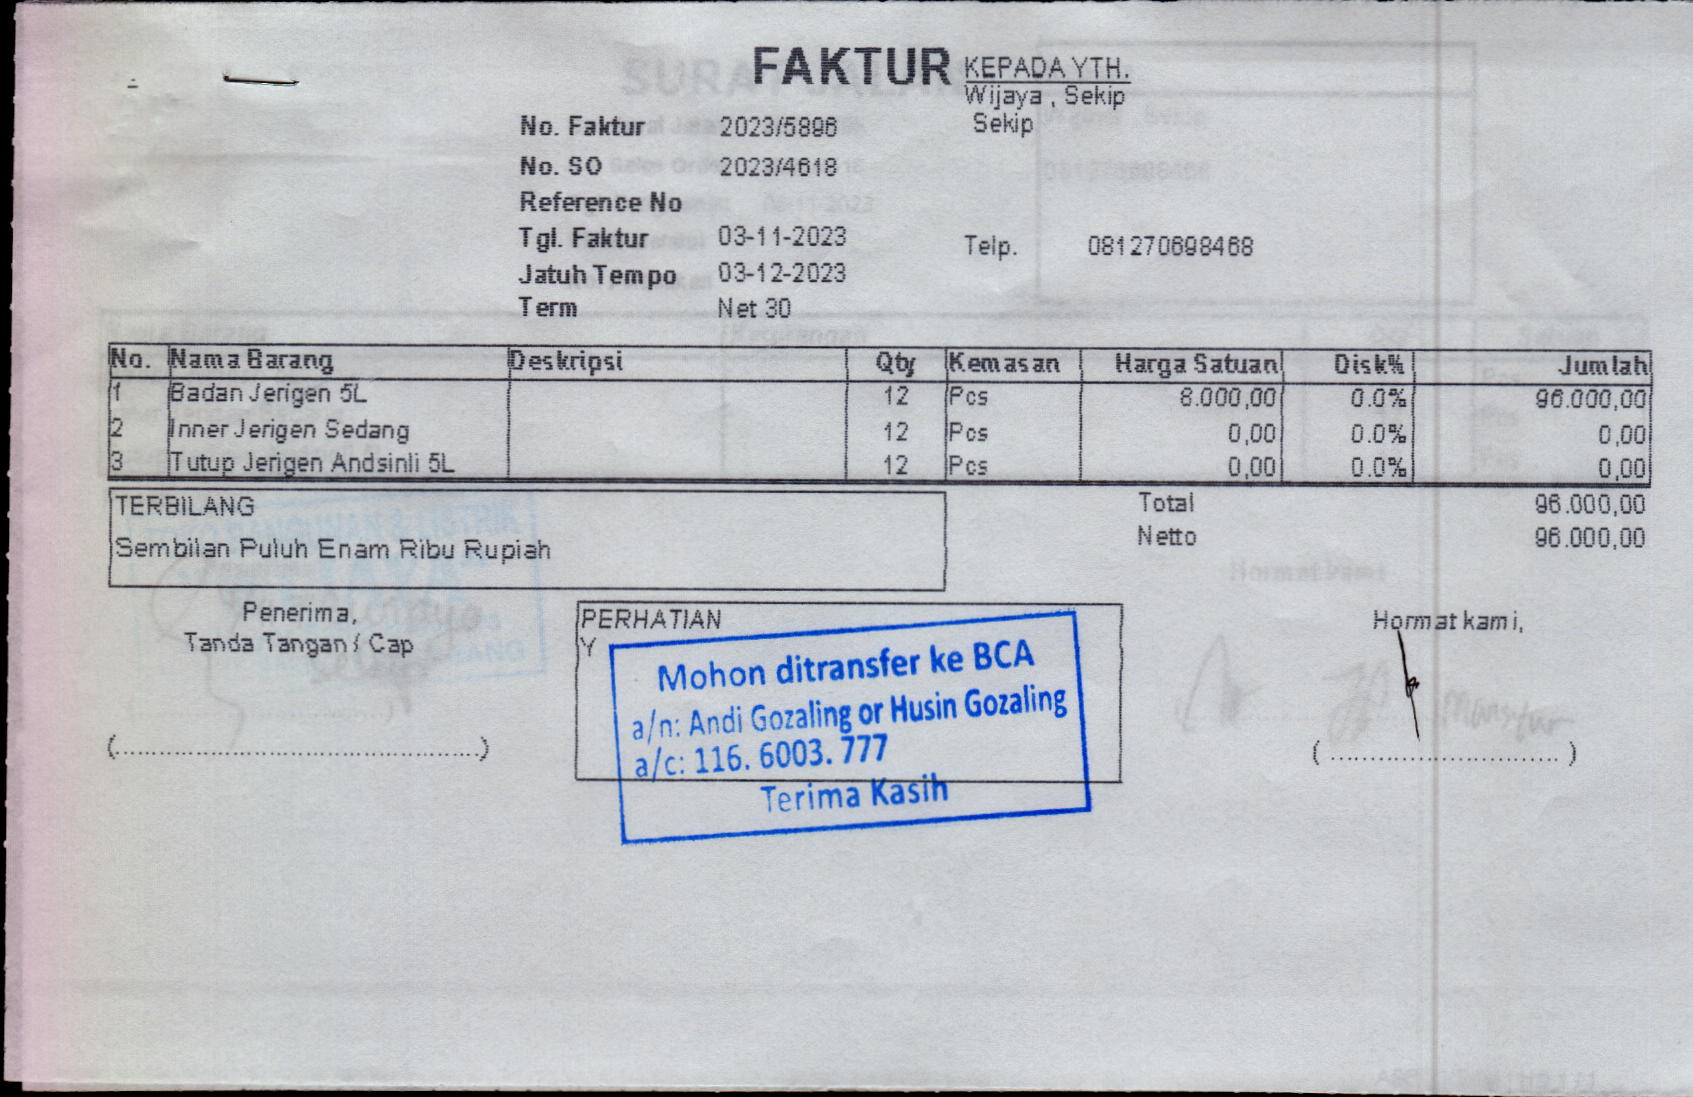 FAKTUR
KEPADA YTH.
Wijaya , Sekip
Sekip
No. Faktur 2023/5896
No. SO 2023/4618
Reference No
Tgl. Faktur 03-11-2023
Telp. 081270698468
Jatuh Tempo 03-12-2023
Term Net 30
No. Nama Barang Deskripsi Qty Kemasan Harga Satuan Disk% Jumlah
1 Badan Jerigen 5L 12 Pcs 8.000,00 0.0% 96.000,00
2 Inner Jerigen Sedang 12 Pcs 0,00 0.0% 0,00
3 Tutup Jerigen Andsinli 5L 12 Pcs 0,00 0.0% 0,00
TERBILANG
Sembilan Puluh Enam Ribu Rupiah
Total 96.000,00
Netto 96.000,00
Penerima,
Tanda Tangan / Cap
(........................................................)
PERHATIAN
Y
Mohon ditransfer ke BCA
a/n: Andi Gozaling or Husin Gozaling
a/c: 116. 6003. 777
Terima Kasih
Hormat kami,
(...................................)